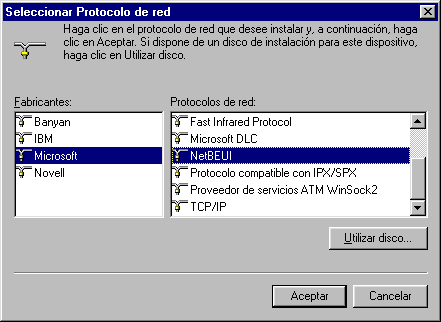 Seleccionar Protocolo de red
Haga clic en el protocolo de red que desee instalar y, a continuación, haga
clic en Aceptar. Si dispone de un disco de instalación para este dispositivo,
haga clic en Utilizar disco.
Fabricantes:
Banyan
IBM
Microsoft
Novell
Protocolos de red:
Fast Infrared Protocol
Microsoft DLC
NetBEUI
Protocolo compatible con IPX/SPX
Proveedor de servicios ATM WinSock2
TCP/IP
Utilizar disco...
Aceptar
Cancelar